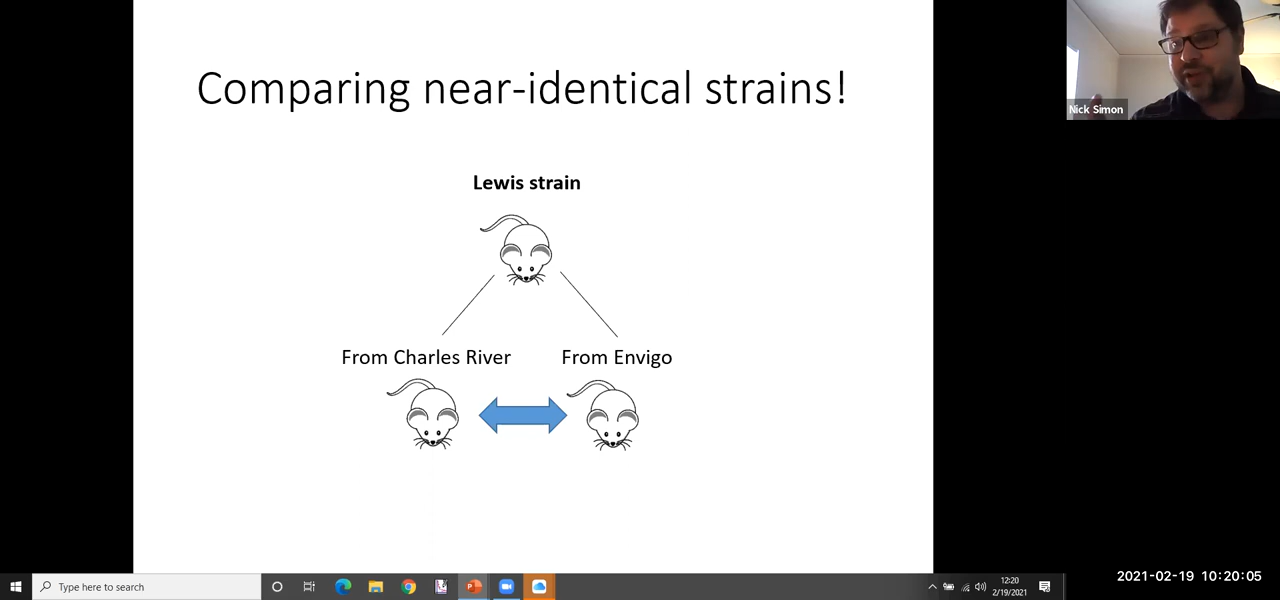 Comparing near-identical strains!
Lewis strain
From Charles River
From Envigo
Nick Simon
Type here to search
12:20
2/19/2021
2021-02-19 10:20:05